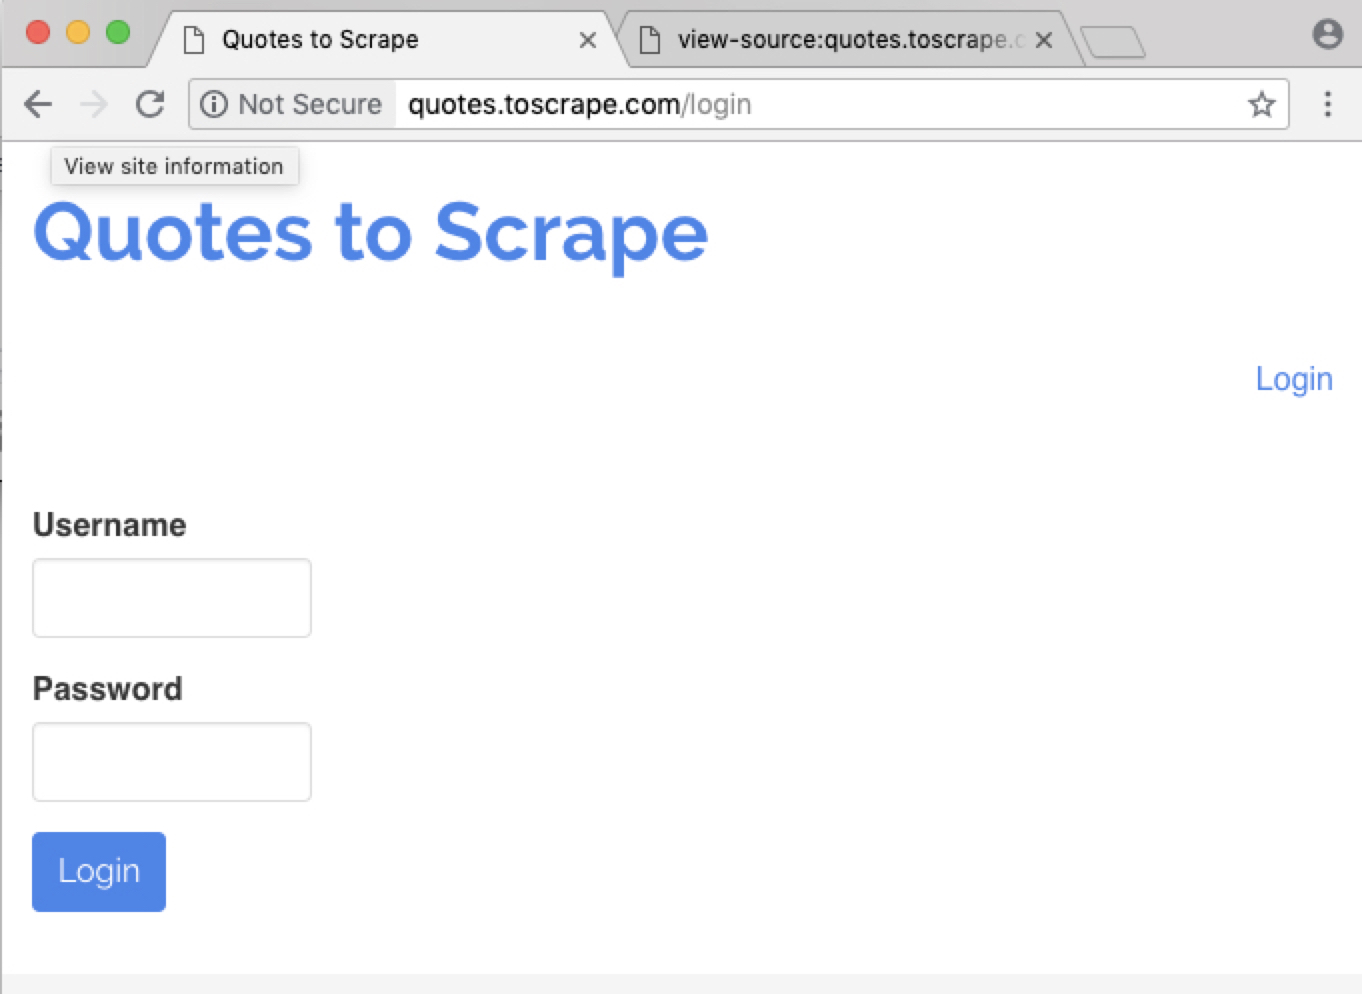 Quotes to Scrape
view-source:quotes.toscrape.c
Not Secure quotes.toscrape.com/login
View site information
Quotes to Scrape
Login
Username
Password
Login